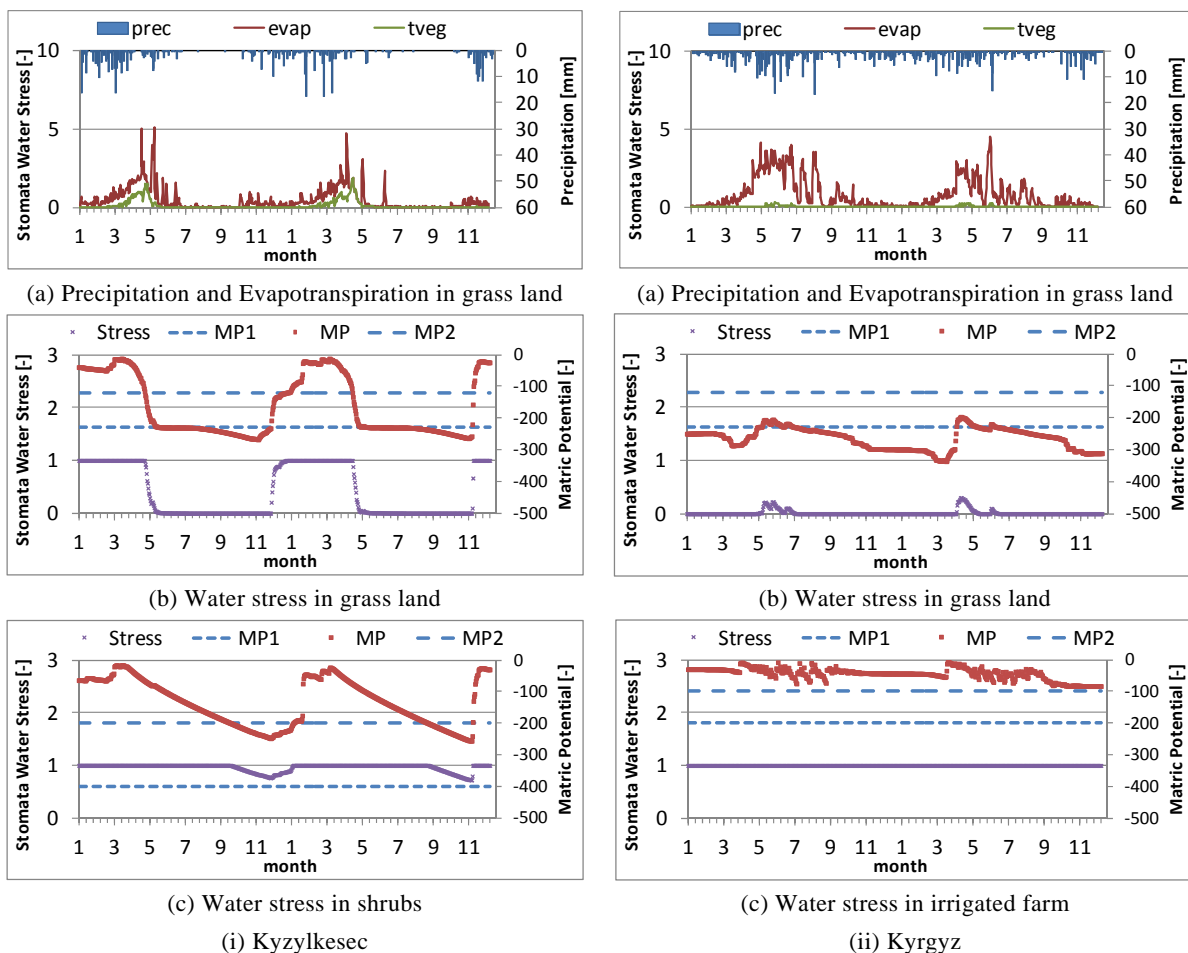 prec evap tveg
10 0
10
20
5 30
40
50
0 60
Stomata Water Stress [-]
Precipitation [mm]
1 3 5 7 9 11 1 3 5 7 9 11
month
(a) Precipitation and Evapotranspiration in grass land
Stress MP1 MP MP2
3 0
-100
2 -200
1 -300
-400
0 -500
Stomata Water Stress [-]
Matric Potential [-]
1 3 5 7 9 11 1 3 5 7 9 11
month
(b) Water stress in grass land
Stress MP1 MP MP2
3 0
-100
2 -200
1 -300
-400
0 -500
Stomata Water Stress [-]
Matric Potential [-]
1 3 5 7 9 11 1 3 5 7 9 11
month
(c) Water stress in shrubs
(i) Kyzylkesec
prec evap tveg
10 0
10
20
5 30
40
50
0 60
Stomata Water Stress [-]
Precipitation [mm]
1 3 5 7 9 11 1 3 5 7 9 11
month
(a) Precipitation and Evapotranspiration in grass land
Stress MP1 MP MP2
3 0
-100
2 -200
1 -300
-400
0 -500
Stomata Water Stress [-]
Matric Potential [-]
1 3 5 7 9 11 1 3 5 7 9 11
month
(b) Water stress in grass land
Stress MP1 MP MP2
3 0
-100
2 -200
1 -300
-400
0 -500
Stomata Water Stress [-]
Matric Potential [-]
1 3 5 7 9 11 1 3 5 7 9 11
month
(c) Water stress in irrigated farm
(ii) Kyrgyz